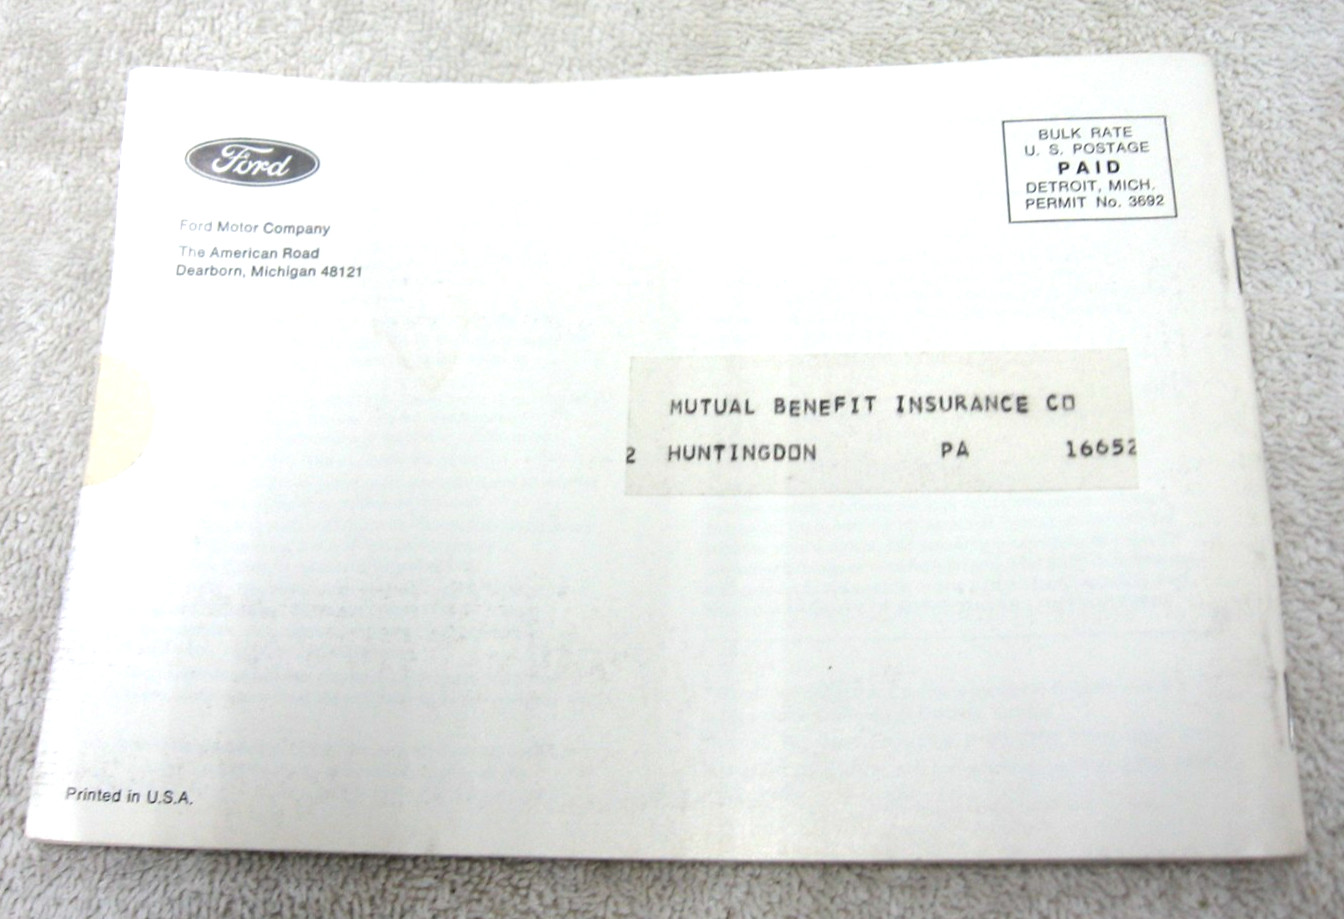 Ford
Ford Motor Company
The American Road
Dearborn, Michigan 48121
BULK RATE
U. S. POSTAGE
PAID
DETROIT, MICH.
PERMIT No. 3692
MUTUAL BENEFIT INSURANCE CO
2 HUNTINGDON PA 16652
Printed in U.S.A.